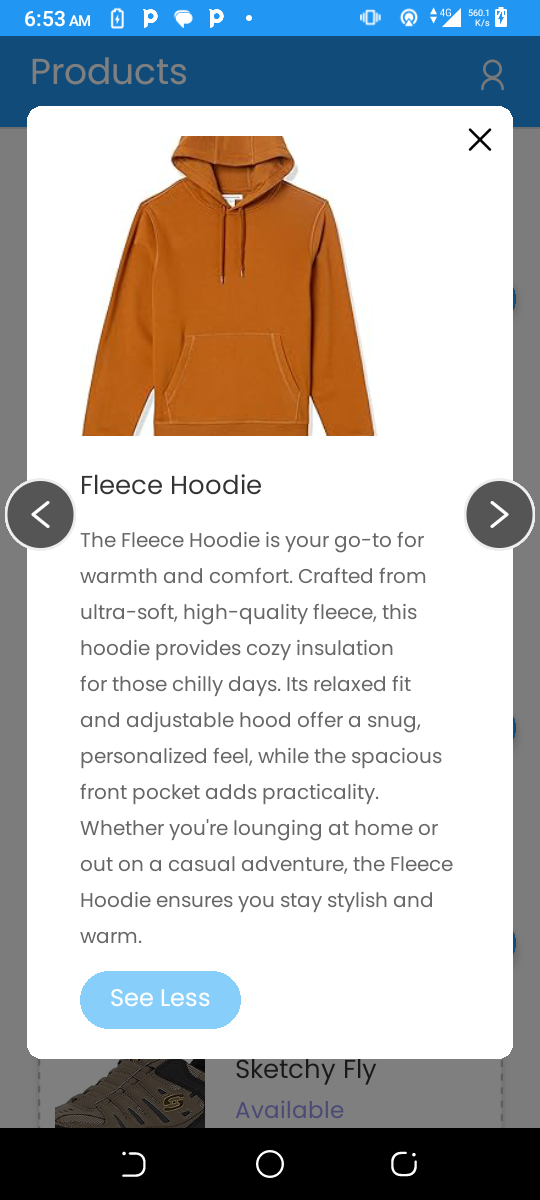 6:53 AM
4G
560.1
K/s
Products
Fleece Hoodie
The Fleece Hoodie is your go-to for
warmth and comfort. Crafted from
ultra-soft, high-quality fleece, this
hoodie provides cozy insulation
for those chilly days. Its relaxed fit
and adjustable hood offer a snug,
personalized feel, while the spacious
front pocket adds practicality.
Whether you're lounging at home or
out on a casual adventure, the Fleece
Hoodie ensures you stay stylish and
warm.
See Less
Sketchy Fly
Available